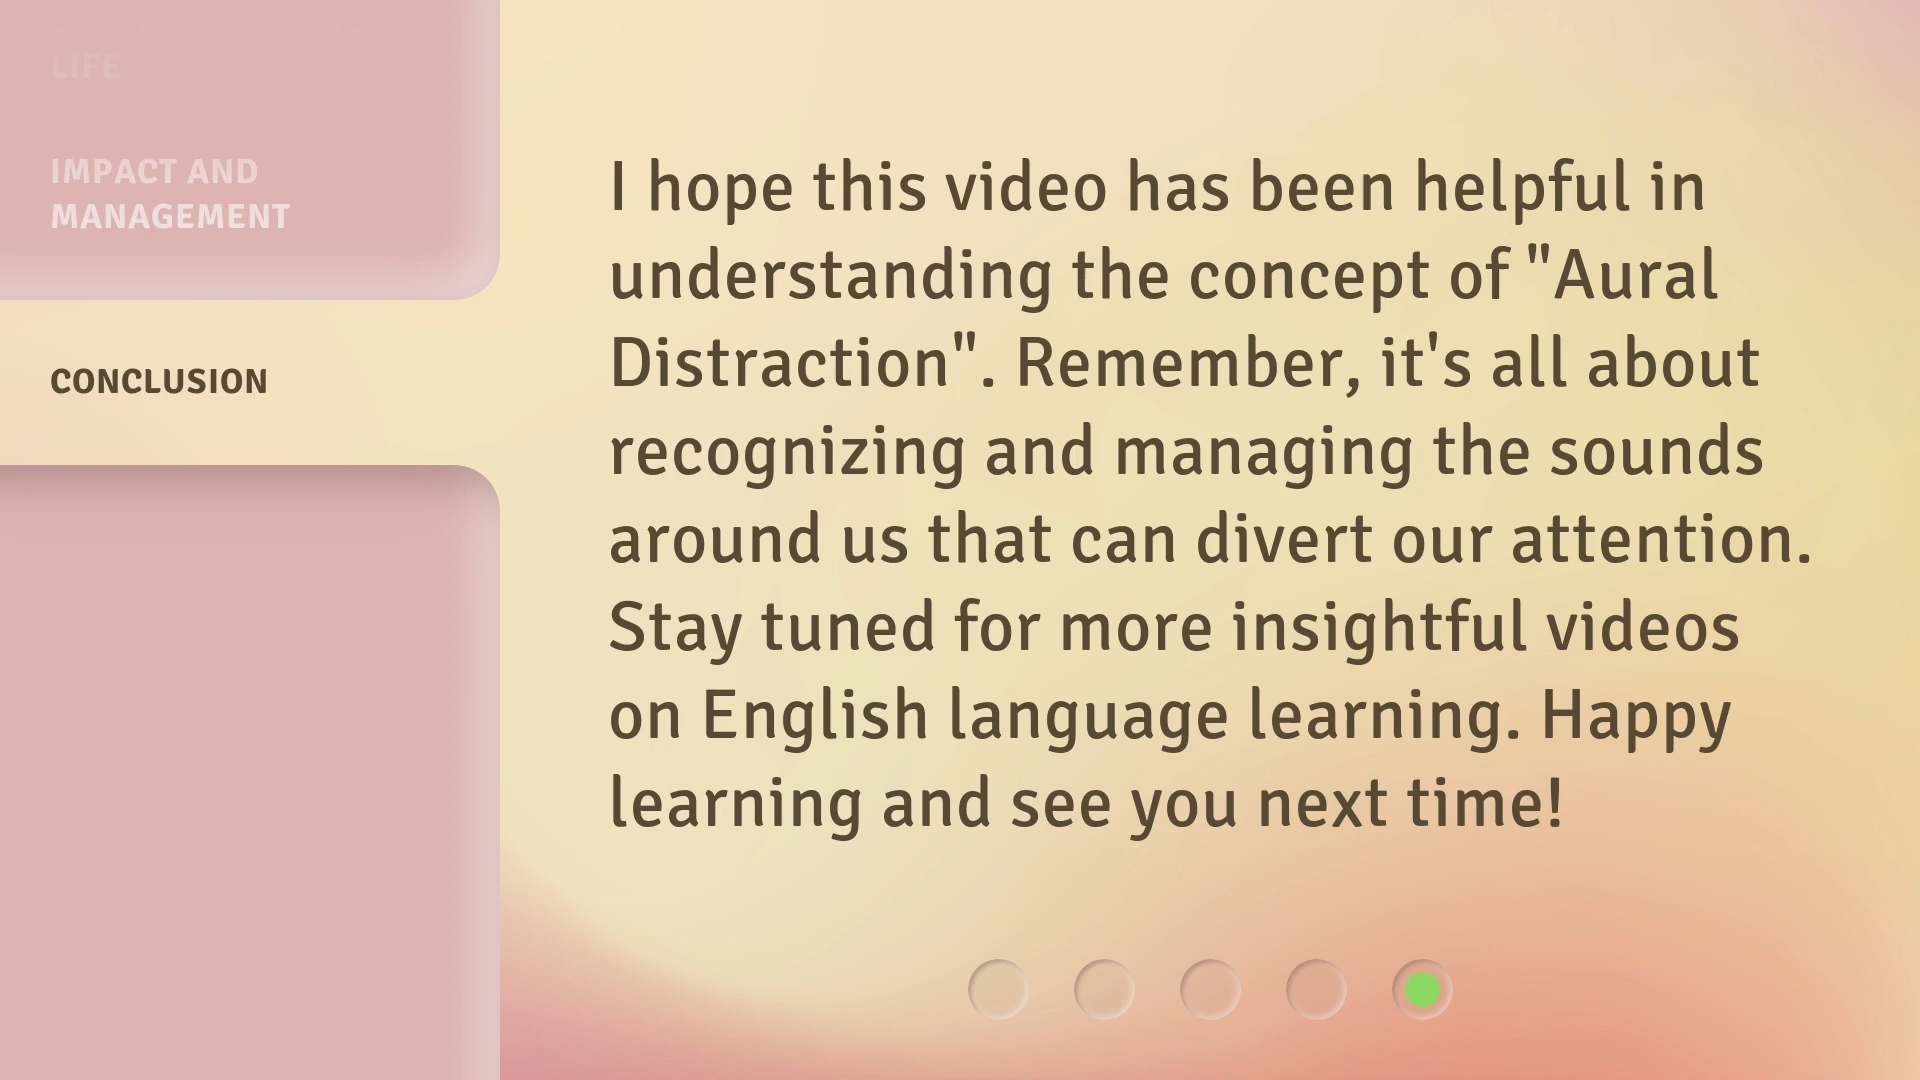 LIFE
IMPACT AND
MANAGEMENT
CONCLUSION
I hope this video has been helpful in
understanding the concept of "Aural
Distraction". Remember, it's all about
recognizing and managing the sounds
around us that can divert our attention.
Stay tuned for more insightful videos
on English language learning. Happy
learning and see you next time!